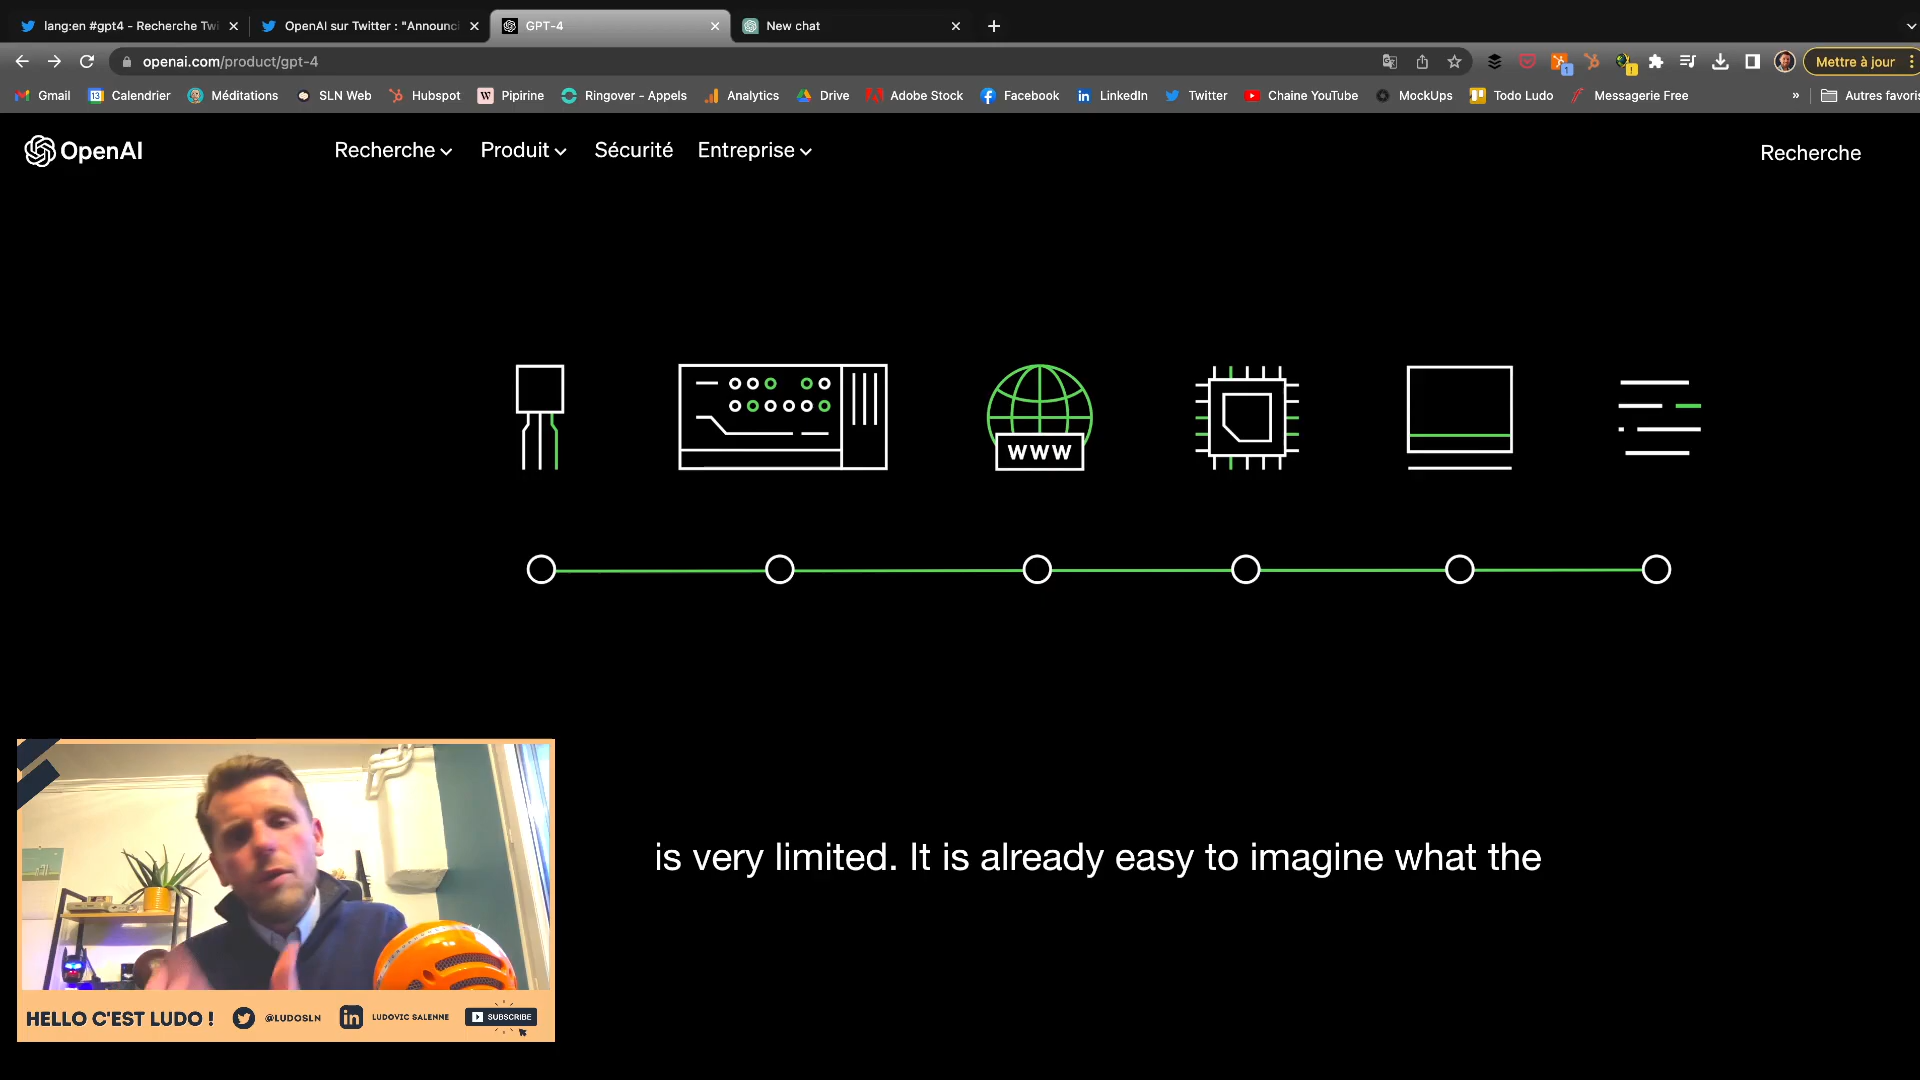 lang:en #gpt4 - Recherche Twi
OpenAI sur Twitter : "Announci
GPT-4
New chat
openai.com/product/gpt-4
Mettre à jour
Gmail
Calendrier
Méditations
SLN Web
Hubspot
Pipirine
Ringover - Appels
Analytics
Drive
Adobe Stock
Facebook
LinkedIn
Twitter
Chaine YouTube
MockUps
Todo Ludo
Messagerie Free
»
Autres favoris
OpenAI
Recherche
Produit
Sécurité
Entreprise
Recherche
WWW
is very limited. It is already easy to imagine what the
HELLO C'EST LUDO !
@LUDOSLN
in
LUDOVIC SALENNE
SUBSCRIBE